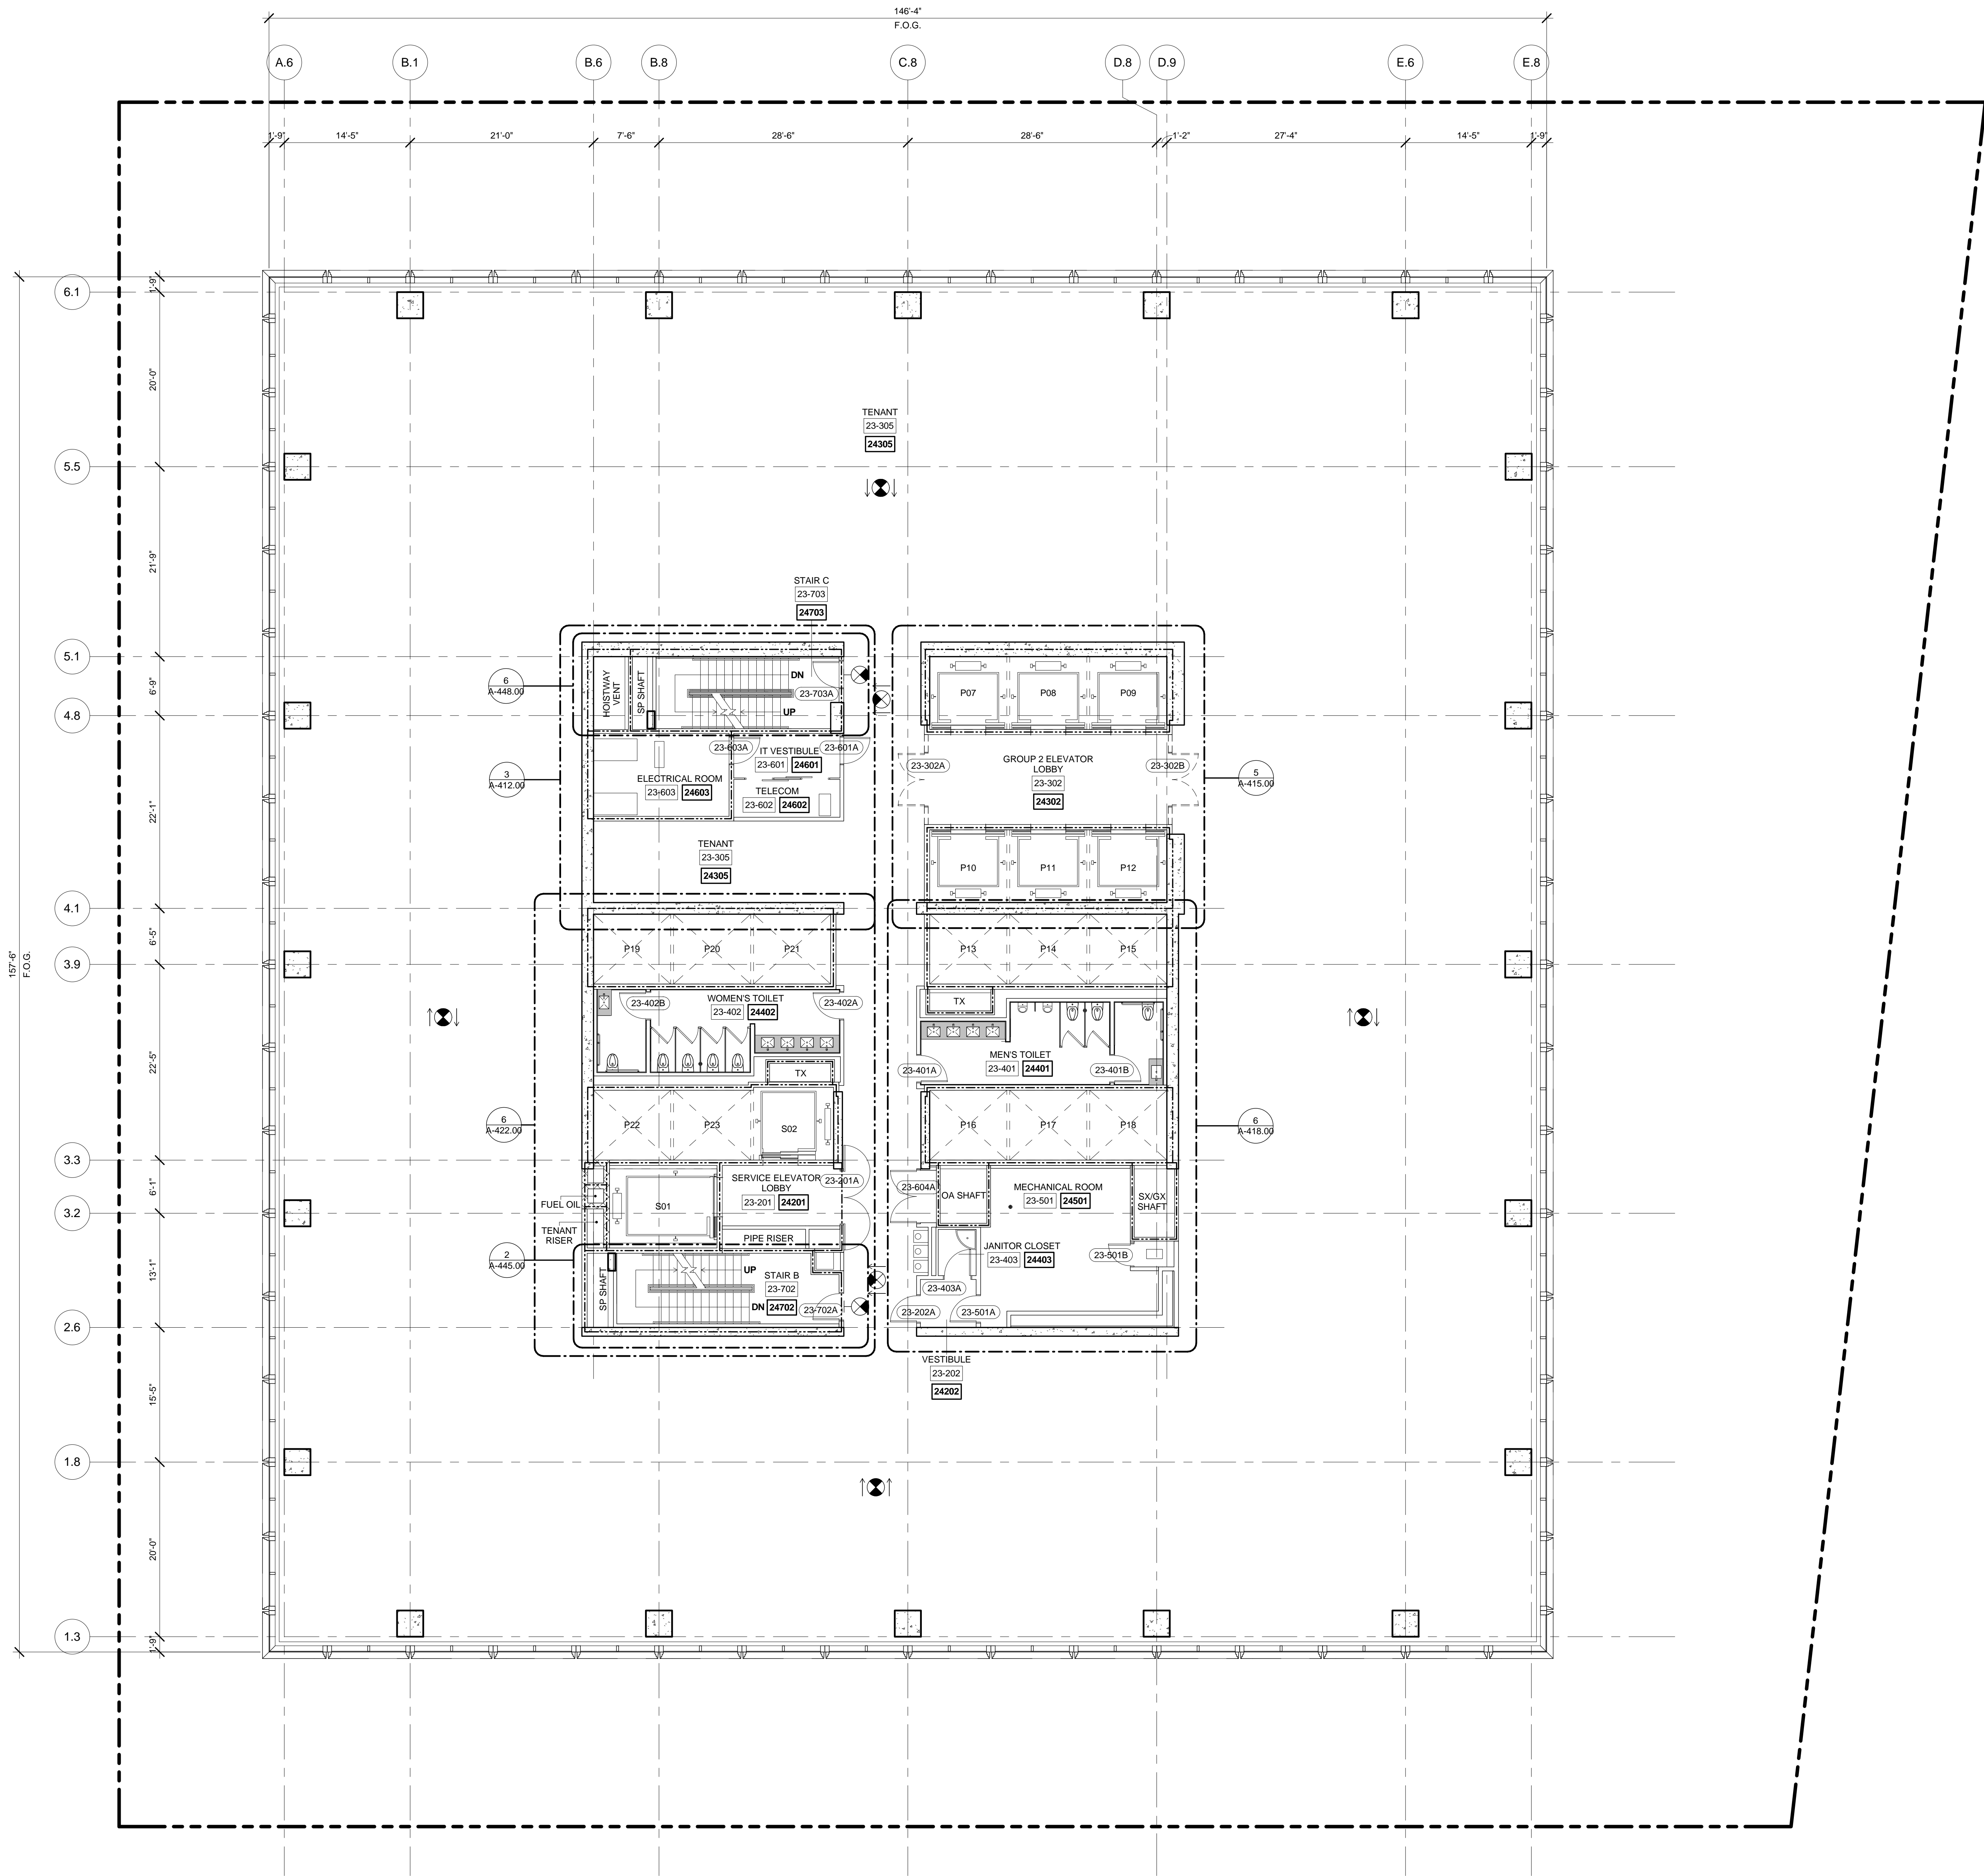 146'-4"
F.O.G.
A.6
B.1
B.6
B.8
C.8
D.8
D.9
E.6
E.8
1'-9"
14'-5"
21'-0"
7'-6"
28'-6"
28'-6"
1'-2"
27'-4"
14'-5"
1'-9"
6.1
5.5
5.1
4.8
4.1
3.9
3.3
3.2
2.6
1.8
1.3
1'-9"
20'-0"
21'-9"
6'-9"
22'-1"
6'-5"
22'-5"
6'-1"
13'-1"
15'-5"
20'-0"
1'-9"
157'-6"
F.O.G.
TENANT
23-305
24305
STAIR C
23-703
24703
6
A-448.00
HOISTWAY
VENT
SP SHAFT
DN
23-703A
UP
P07
P08
P09
3
A-412.00
23-603A
IT VESTIBULE
23-601A
23-601
24601
ELECTRICAL ROOM
23-603
24603
TELECOM
23-602
24602
23-302A
GROUP 2 ELEVATOR
LOBBY
23-302
24302
23-302B
5
A-415.00
TENANT
23-305
24305
P10
P11
P12
P19
P20
P21
P13
P14
P15
23-402B
WOMEN'S TOILET
23-402
24402
23-402A
TX
TX
MEN'S TOILET
23-401A
23-401
24401
23-401B
6
A-422.00
P22
P23
S02
P16
P17
P18
6
A-418.00
FUEL OIL
TENANT
RISER
S01
SERVICE ELEVATOR
LOBBY
23-201
24201
23-201A
PIPE RISER
23-604A
OA SHAFT
MECHANICAL ROOM
23-501
24501
SX/GX
SHAFT
2
A-445.00
SP SHAFT
UP
STAIR B
23-702
DN
24702
23-702A
JANITOR CLOSET
23-403
24403
23-501B
23-403A
23-202A
23-501A
VESTIBULE
23-202
24202